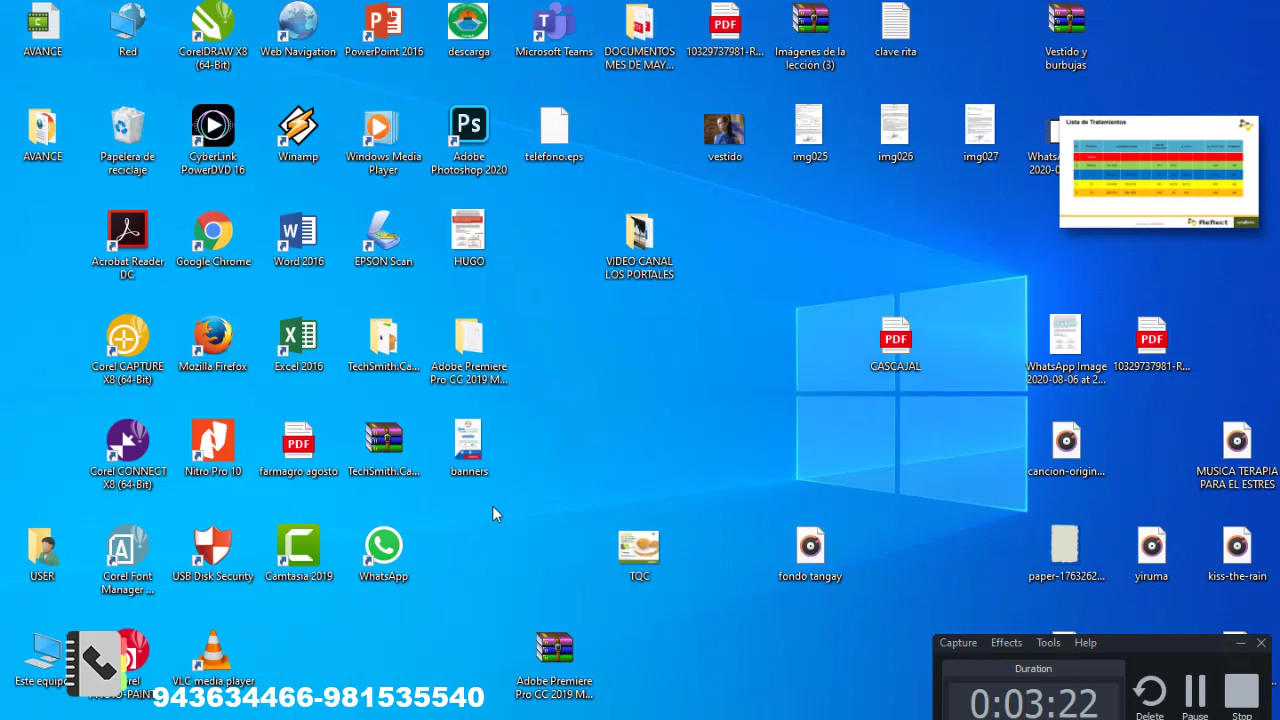 AVANCE
Red
CorelDRAW X8
(64-Bit)
Web Navigation
PowerPoint 2016
descarga
Microsoft Teams
DOCUMENTOS
MES DE MAY...
10329737981-R...
Imágenes de la
lección (3)
clave rita
Vestido y
burbujas
AVANCE
Papelera de
reciclaje
CyberLink
PowerDVD 16
Winamp
Windows Media
Player
Adobe
Photoshop 2020
telefono.eps
vestido
img025
img026
img027
Lista de Tratamientos
Reflect
Acrobat Reader
DC
Google Chrome
Word 2016
EPSON Scan
HUGO
VIDEO CANAL
LOS PORTALES
Corel CAPTURE
X8 (64-Bit)
Mozilla Firefox
Excel 2016
TechSmith.Ca...
Adobe Premiere
Pro CC 2019 M...
PDF
CASCAJAL
WhatsApp Image
2020-08-06 at 2...
PDF
10329737981-R...
Corel CONNECT
X8 (64-Bit)
Nitro Pro 10
PDF
farmagro agosto
TechSmith.Ca...
banners
cancion-origin...
MUSICA TERAPIA
PARA EL ESTRES
USER
Corel Font
Manager ...
USB Disk Security
Camtasia 2019
WhatsApp
TQC
fondo tangay
paper-1763262...
yiruma
kiss-the-rain
Este equipo
VLC media player
943634466-981535540
Adobe Premiere
Pro CC 2019 M...
Capture Effects Tools Help
Duration
0:03:22
Delete Pause Stop